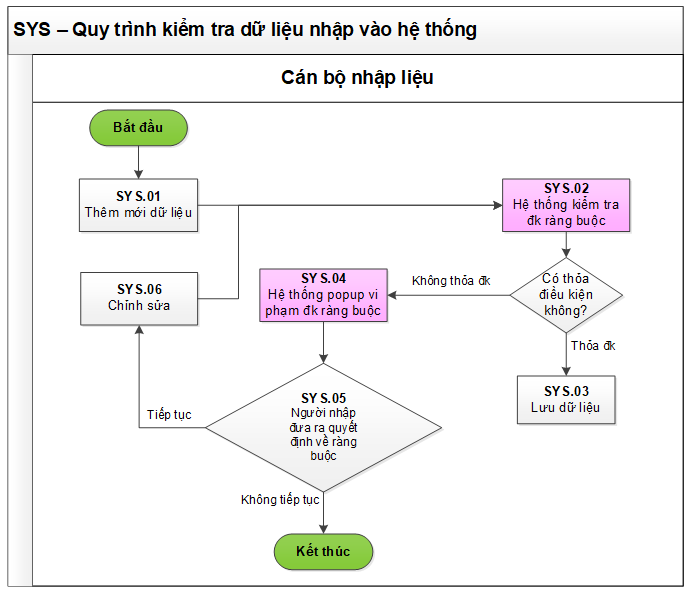 SYS – Quy trình kiểm tra dữ liệu nhập vào hệ thống
Cán bộ nhập liệu
Bắt đầu
SYS.01
Thêm mới dữ liệu
SYS.02
Hệ thống kiểm tra
đk ràng buộc
SYS.06
Chỉnh sửa
SYS.04
Hệ thống popup vi
phạm đk ràng buộc
Không thỏa đk
Có thỏa
điều kiện
không?
Thỏa đk
SYS.03
Lưu dữ liệu
SYS.05
Người nhập
đưa ra quyết
định về ràng
buộc
Tiếp tục
Không tiếp tục
Kết thúc